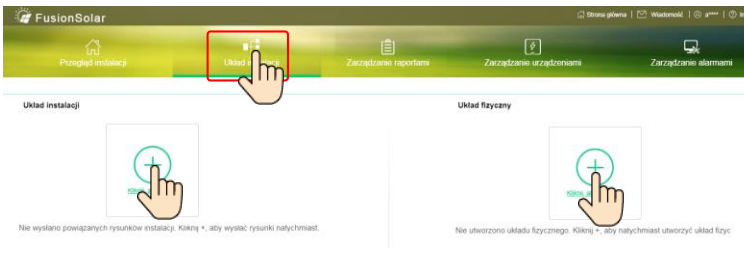 FusionSolar
Strona główna | Wiadomość | a**** |
Przegląd instalacji
Układ instalacji
Zarządzanie raportami
Zarządzanie urządzeniami
Zarządzanie alarmami
Układ instalacji
Układ fizyczny
Kliknij,
Kliknij,
Nie wysłano powiązanych rysunków instalacji. Kliknij +, aby wysłać rysunki natychmiast.
Nie utworzono układu fizycznego. Kliknij +, aby natychmiast utworzyć układ fizyc